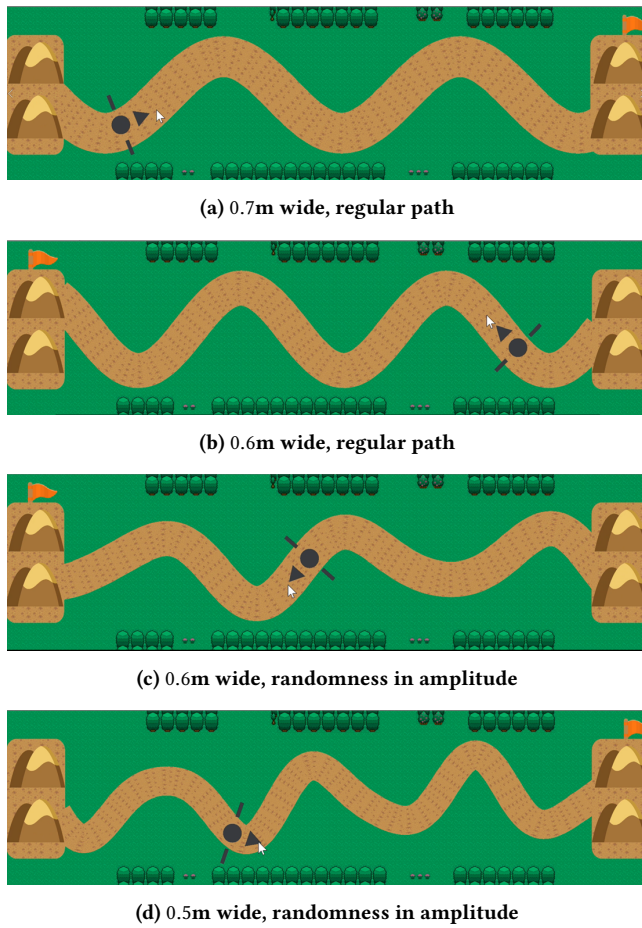 (a) 0.7m wide, regular path
(b) 0.6m wide, regular path
(c) 0.6m wide, randomness in amplitude
(d) 0.5m wide, randomness in amplitude